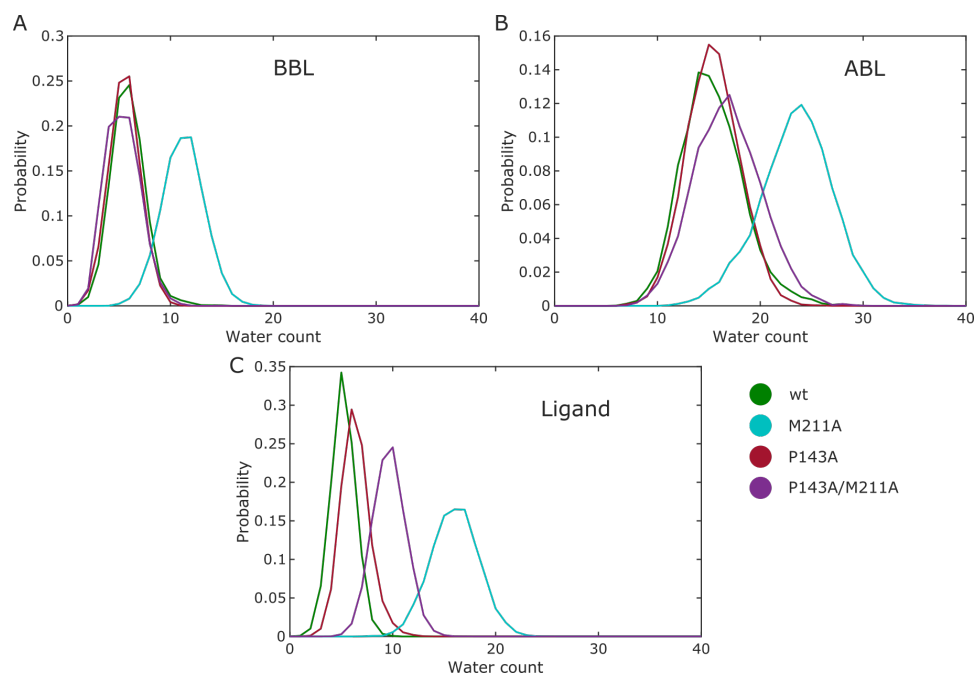 A
0.3
BBL
0.25
0.2
0.15
0.1
0.05
0
0 10 20 30 40
Probability
Water count
B
0.16
ABL
0.14
0.12
0.1
0.08
0.06
0.04
0.02
0
0 10 20 30 40
Probability
Water count
C
0.35
Ligand
0.3
0.25
0.2
0.15
0.1
0.05
0
0 10 20 30 40
Probability
Water count
wt
M211A
P143A
P143A/M211A